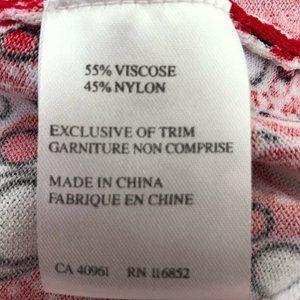 55% VISCOSE
45% NYLON
EXCLUSIVE OF TRIM
GARNITURE NON COMPRISE
MADE IN CHINA
FABRIQUE EN CHINE
CA 40961 RN 116852